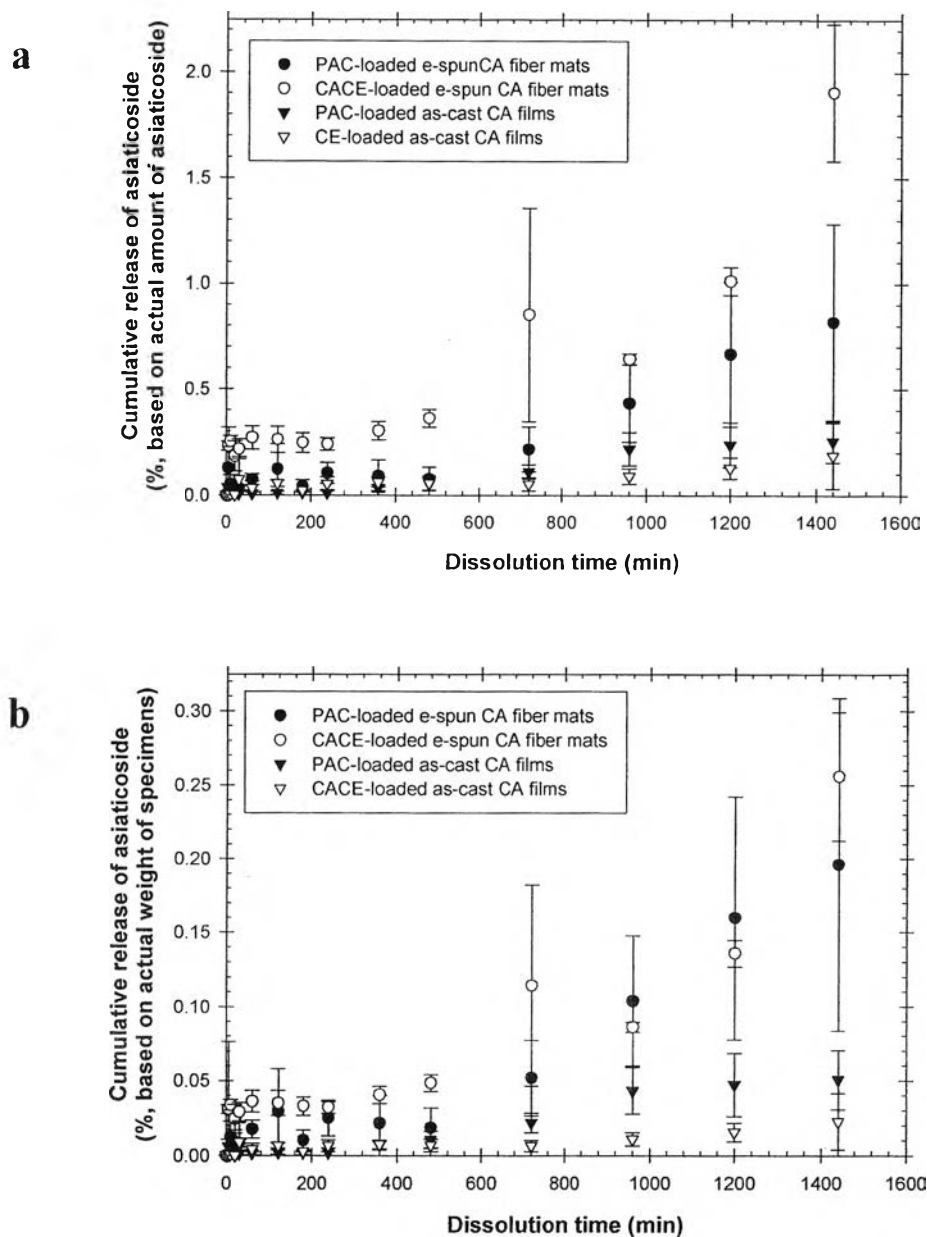 a
Cumulative release of asiaticoside
(%, based on actual amount of asiaticoside)
2.0
1.5
1.0
0.5
0.0
PAC-loaded e-spunCA fiber mats
CACE-loaded e-spun CA fiber mats
PAC-loaded as-cast CA films
CE-loaded as-cast CA films
0 200 400 600 800 1000 1200 1400 1600
Dissolution time (min)
b
Cumulative release of asiaticoside
(%, based on actual weight of specimens)
0.30
0.25
0.20
0.15
0.10
0.05
0.00
PAC-loaded e-spun CA fiber mats
CACE-loaded e-spun CA fiber mats
PAC-loaded as-cast CA films
CACE-loaded as-cast CA films
0 200 400 600 800 1000 1200 1400 1600
Dissolution time (min)